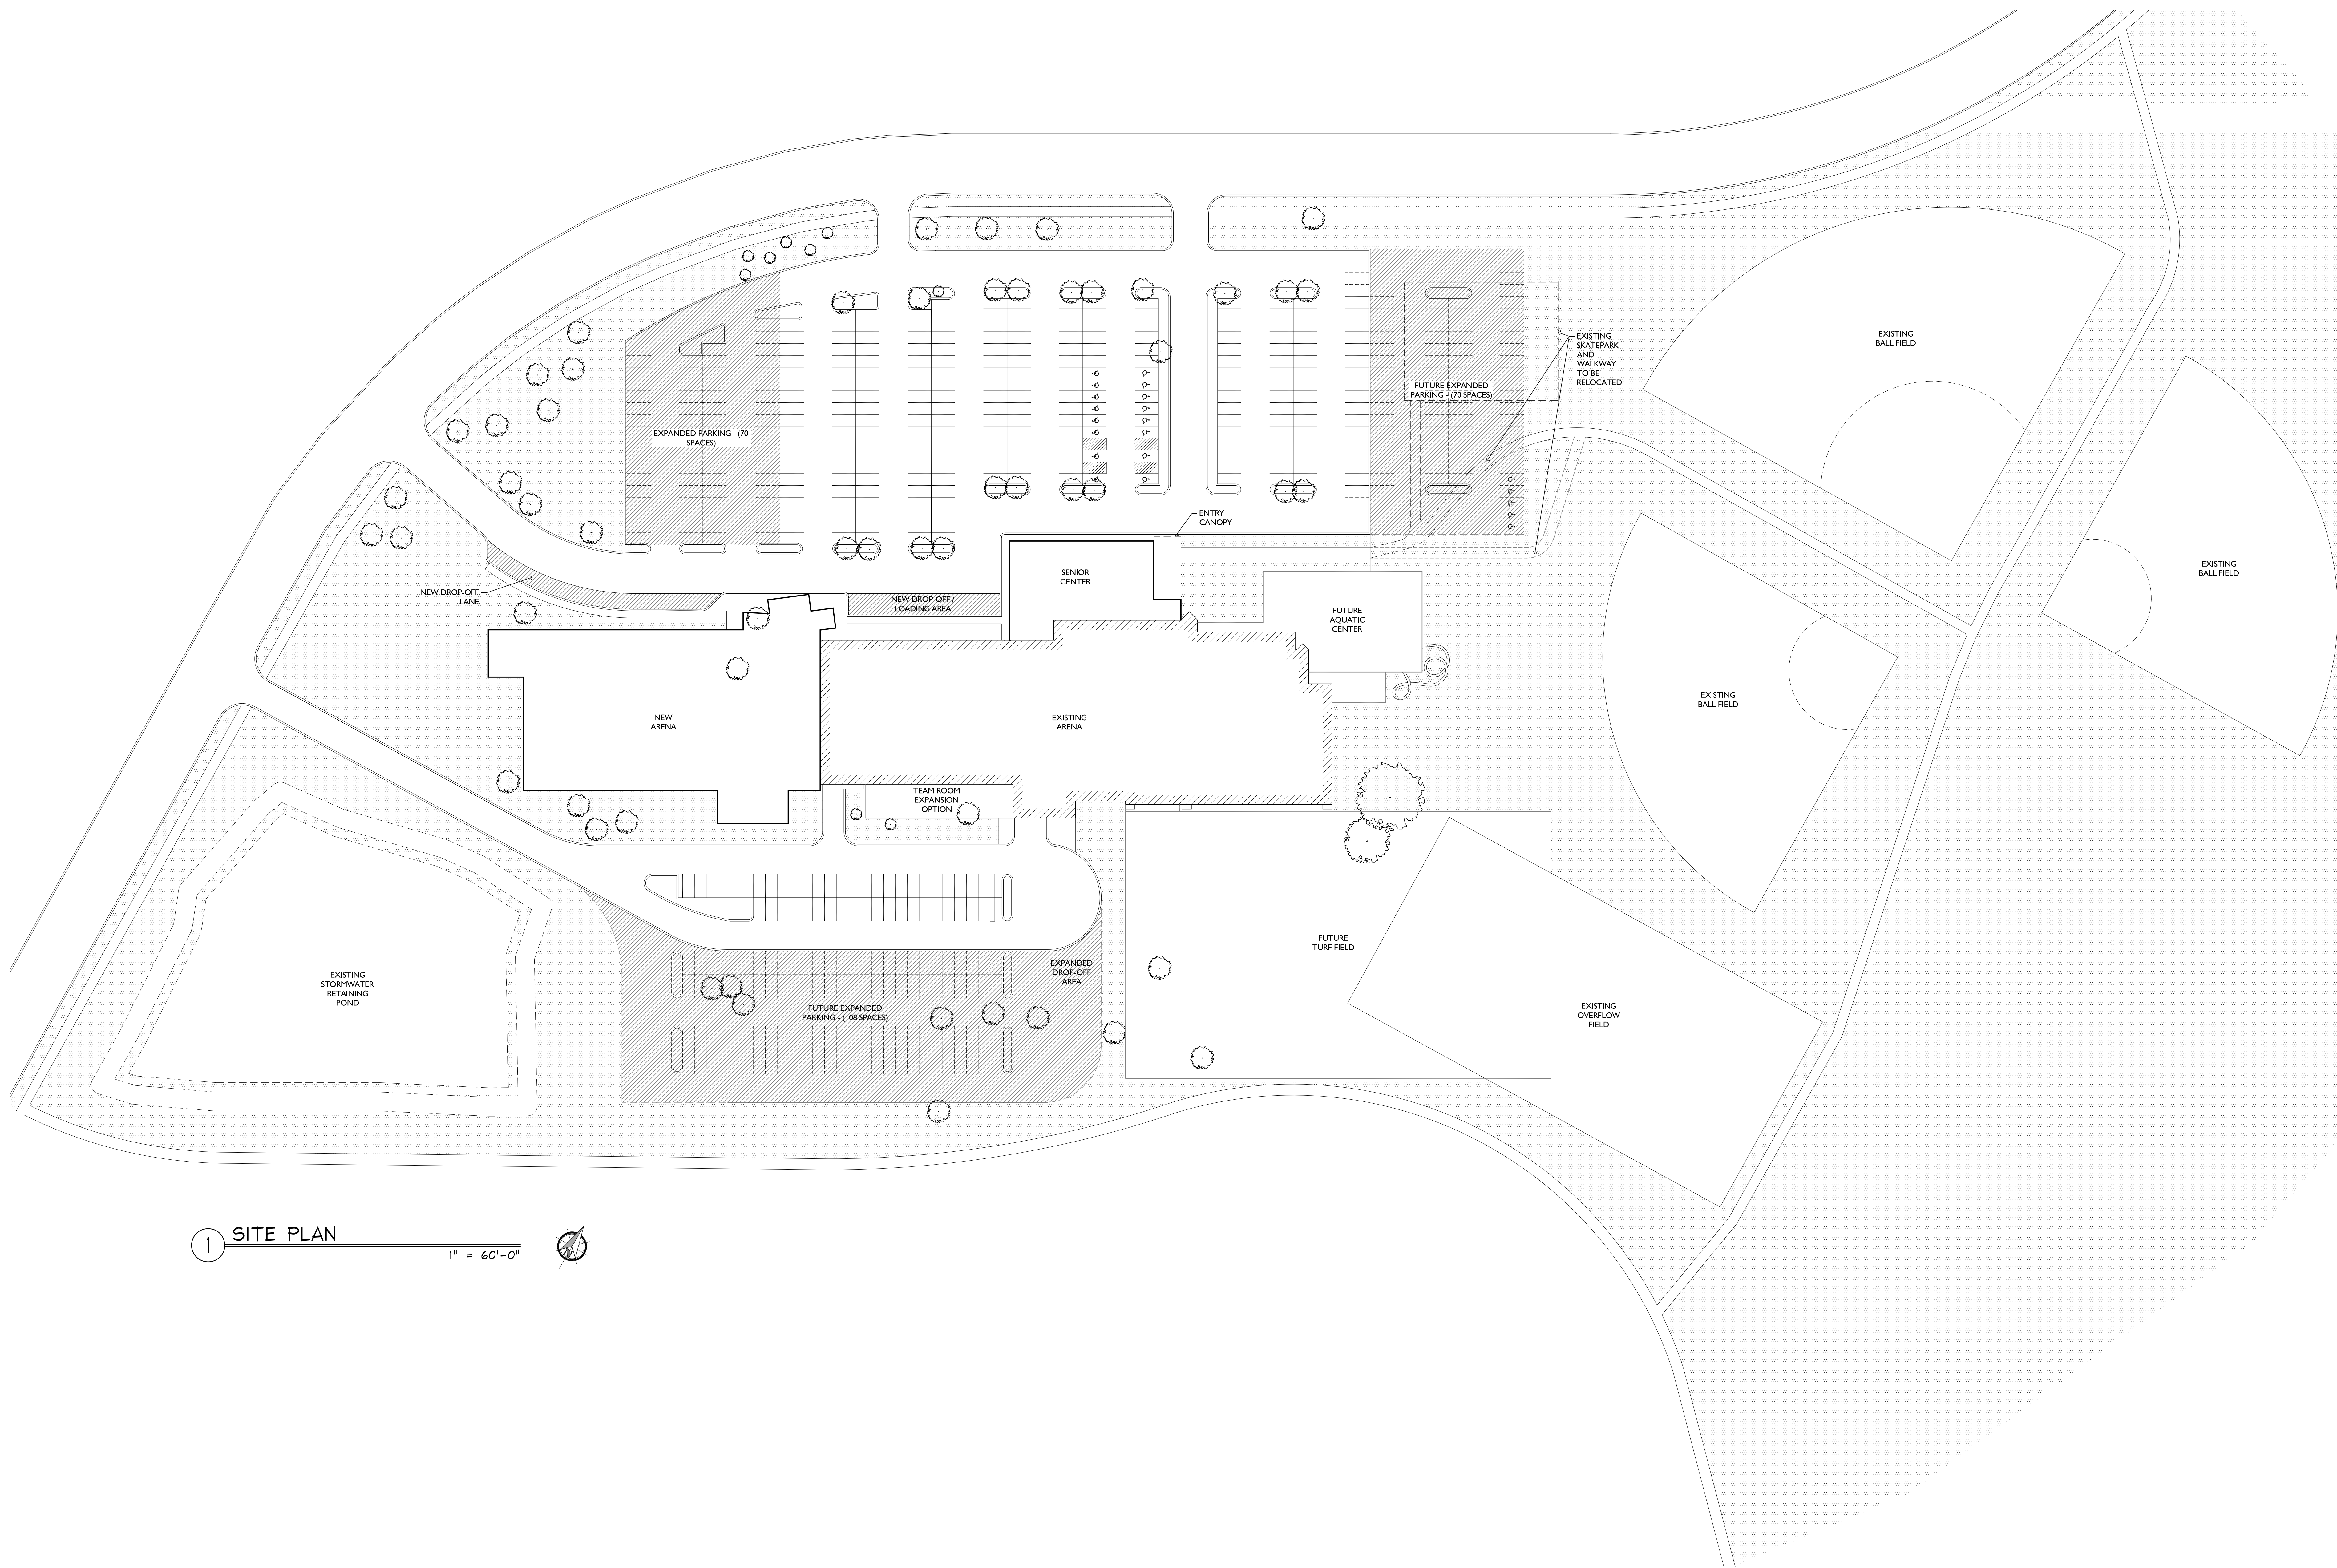 EXISTING
BALL FIELD
EXISTING
SKATEPARK
AND
WALKWAY
TO BE
RELOCATED
FUTURE EXPANDED
PARKING - (70 SPACES)
EXPANDED PARKING - (70
SPACES)
ENTRY
CANOPY
EXISTING
BALL FIELD
SENIOR
CENTER
NEW DROP-OFF
LANE
NEW DROP-OFF /
LOADING AREA
FUTURE
AQUATIC
CENTER
EXISTING
BALL FIELD
NEW
ARENA
EXISTING
ARENA
TEAM ROOM
EXPANSION
OPTION
FUTURE
TURF FIELD
EXISTING
STORMWATER
RETAINING
POND
EXPANDED
DROP-OFF
AREA
FUTURE EXPANDED
PARKING - (108 SPACES)
EXISTING
OVERFLOW
FIELD
1 SITE PLAN
1" = 60'-0"
N